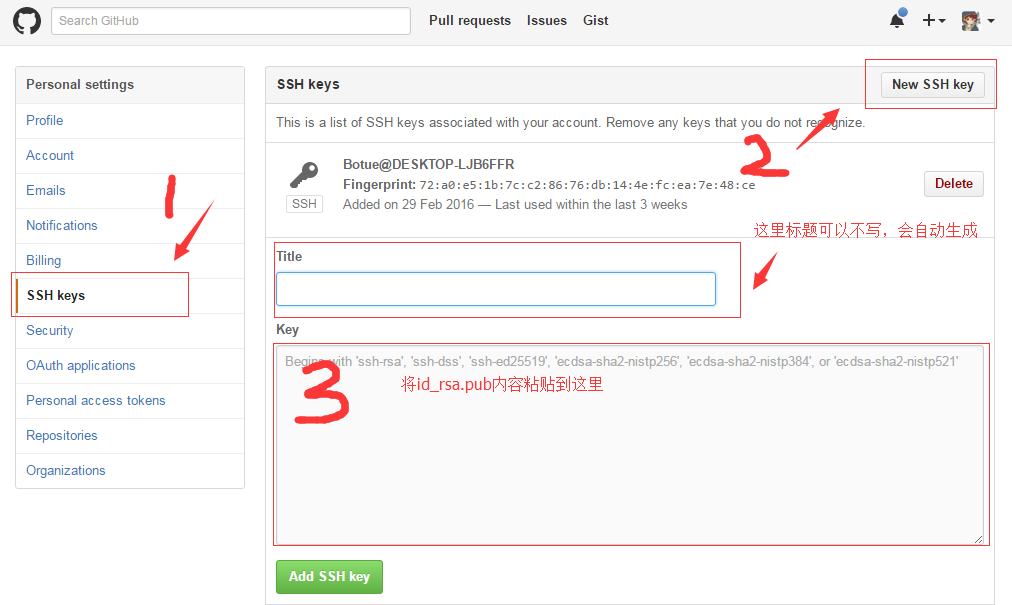 Search GitHub
Pull requests Issues Gist
Personal settings
Profile
Account
Emails
Notifications
Billing
SSH keys
Security
OAuth applications
Personal access tokens
Repositories
Organizations
1
SSH keys
New SSH key
2
This is a list of SSH keys associated with your account. Remove any keys that you do not recognize.
Botue@DESKTOP-LJB6FFR
Fingerprint: 72:a0:e5:1b:7c:c2:86:76:db:14:4e:fc:ea:7e:48:ce
SSH
Added on 29 Feb 2016 — Last used within the last 3 weeks
Delete
这里标题可以不写，会自动生成
Title
Key
Begins with 'ssh-rsa', 'ssh-dss', 'ssh-ed25519', 'ecdsa-sha2-nistp256', 'ecdsa-sha2-nistp384', or 'ecdsa-sha2-nistp521'
3
将id_rsa.pub内容粘贴到这里
Add SSH key